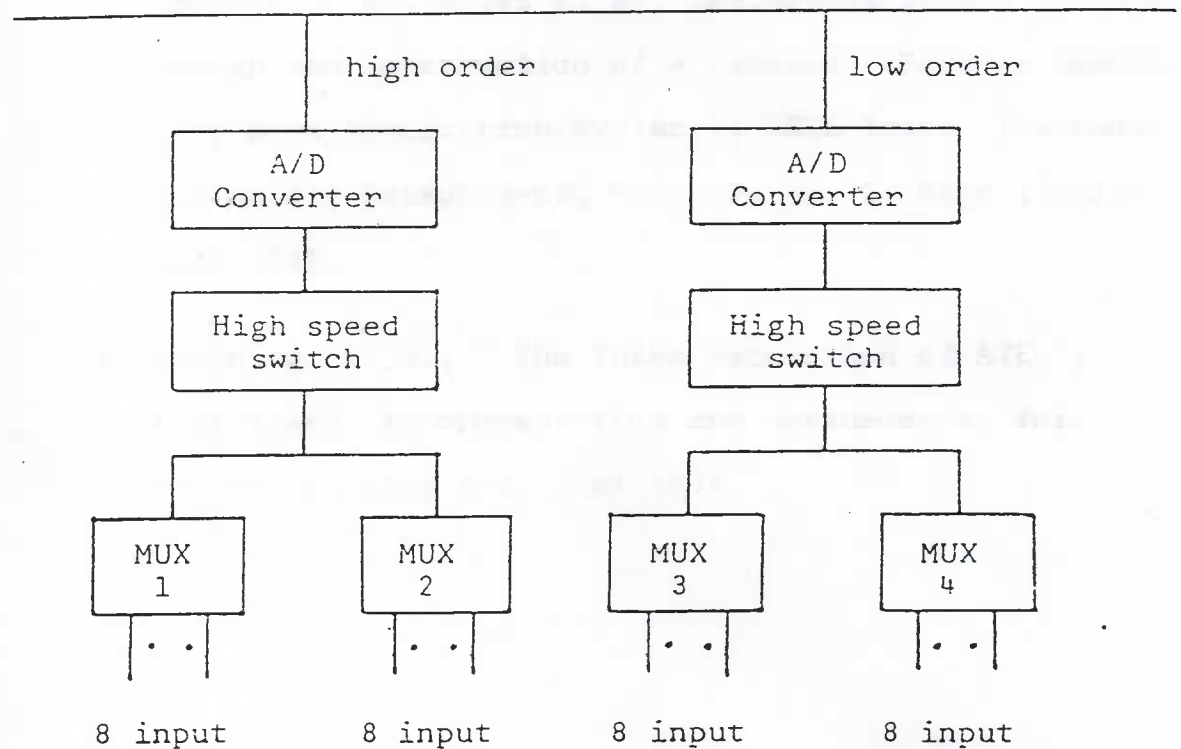 high order
low order
A/D
Converter
A/D
Converter
High speed
switch
High speed
switch
MUX
1
MUX
2
MUX
3
MUX
4
8 input
8 input
8 input
8 input